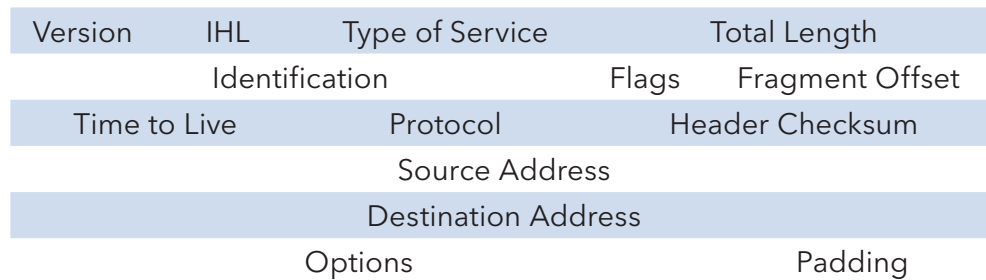 Version IHL Type of Service Total Length
Identification Flags Fragment Offset
Time to Live Protocol Header Checksum
Source Address
Destination Address
Options Padding